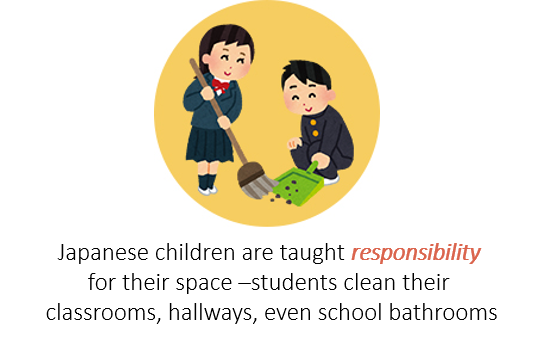 Japanese children are taught responsibility
for their space –students clean their
classrooms, hallways, even school bathrooms